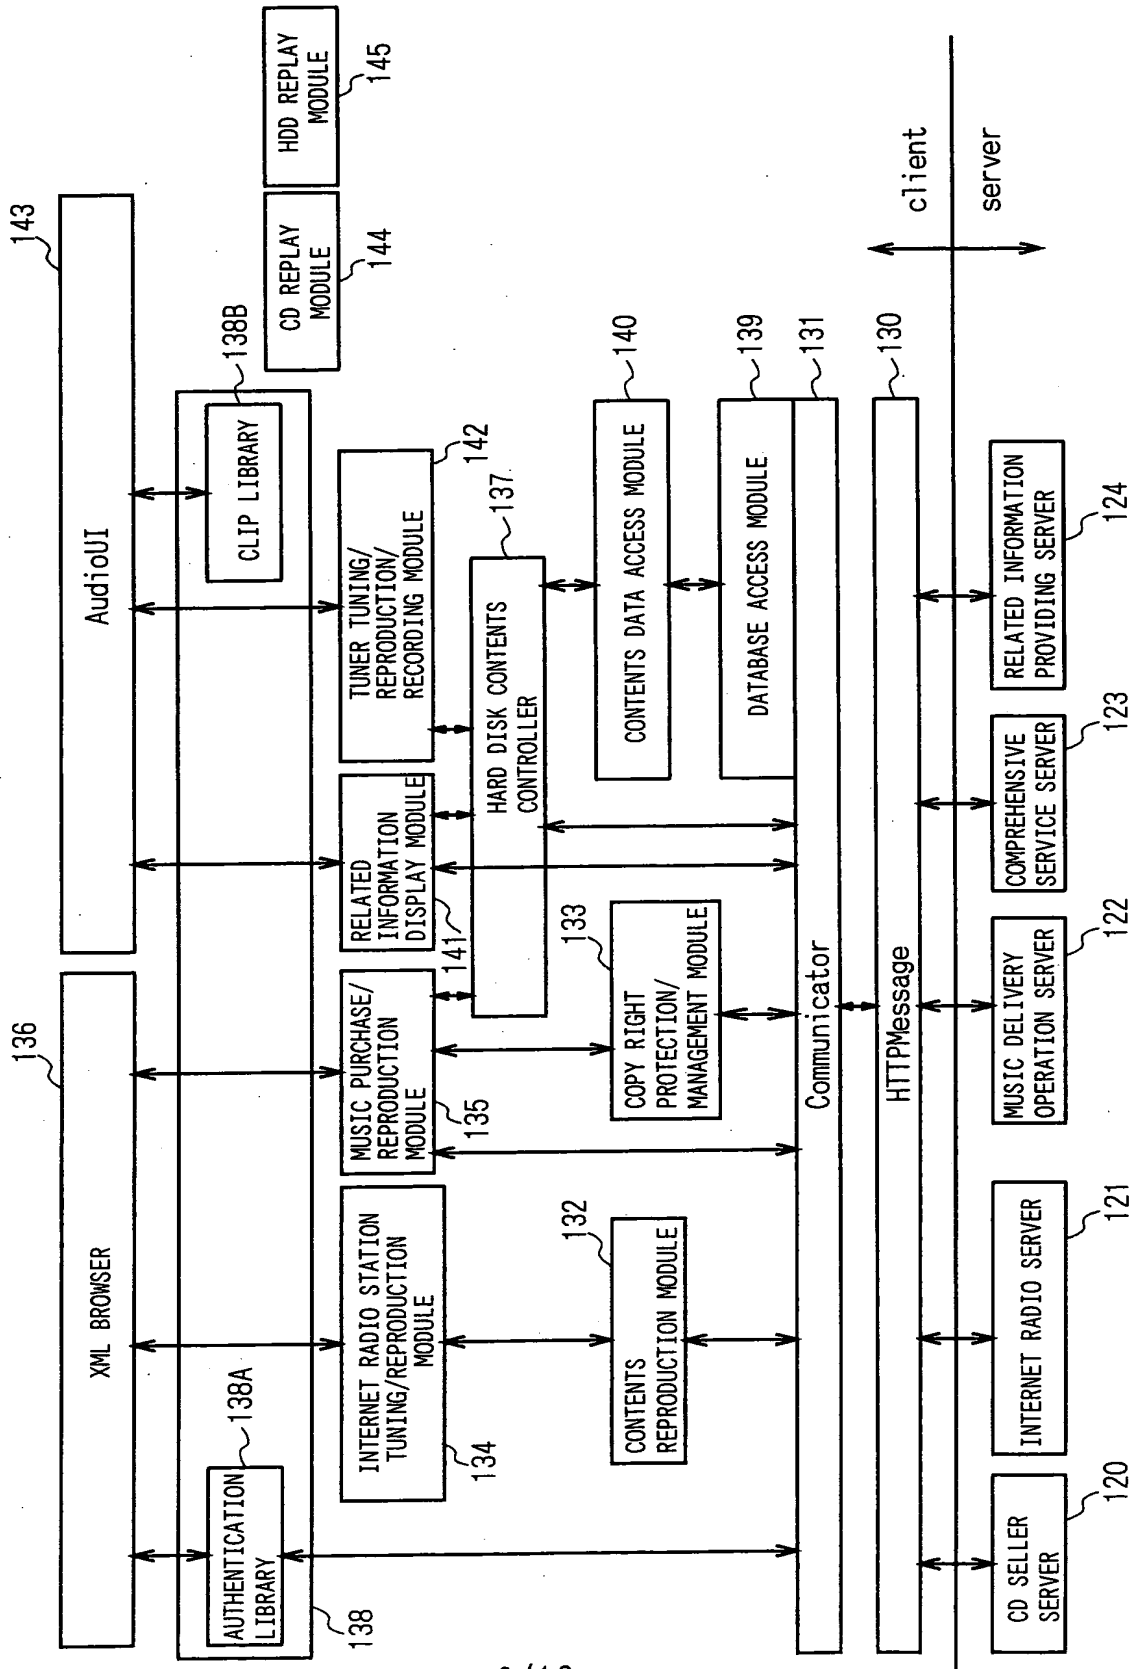 136
XML BROWSER
143
AudioUI
138
AUTHENTICATION
LIBRARY
138A
CLIP LIBRARY
138B
CD REPLAY
MODULE
144
HDD REPLAY
MODULE
145
INTERNET RADIO STATION
TUNING/REPRODUCTION
MODULE
134
MUSIC PURCHASE/
REPRODUCTION
MODULE
135
RELATED
INFORMATION
DISPLAY MODULE
141
TUNER TUNING/
REPRODUCTION/
RECORDING MODULE
142
HARD DISK CONTENTS
CONTROLLER
137
CONTENTS
REPRODUCTION MODULE
132
COPY RIGHT
PROTECTION/
MANAGEMENT MODULE
133
CONTENTS DATA ACCESS MODULE
140
DATABASE ACCESS MODULE
139
Communicator
131
HTTPMessage
130
client
server
CD SELLER
SERVER
120
INTERNET RADIO SERVER
121
MUSIC DELIVERY
OPERATION SERVER
122
COMPREHENSIVE
SERVICE SERVER
123
RELATED INFORMATION
PROVIDING SERVER
124